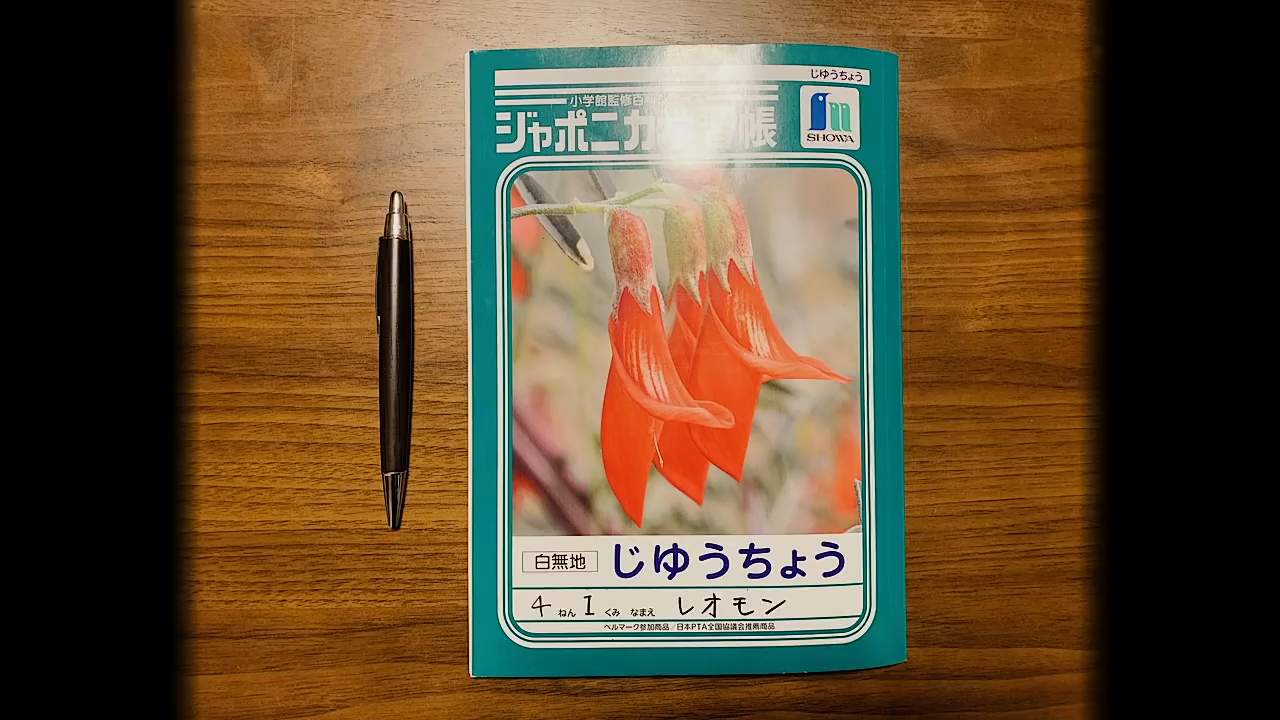 じゆうちょう
小学館監修百
ジャポニカ 帳
SHOWA
白無地 じゆうちょう
4 ねん I くみ なまえ レオモン
ベルマーク参加商品/日本PTA全国協議会推薦商品